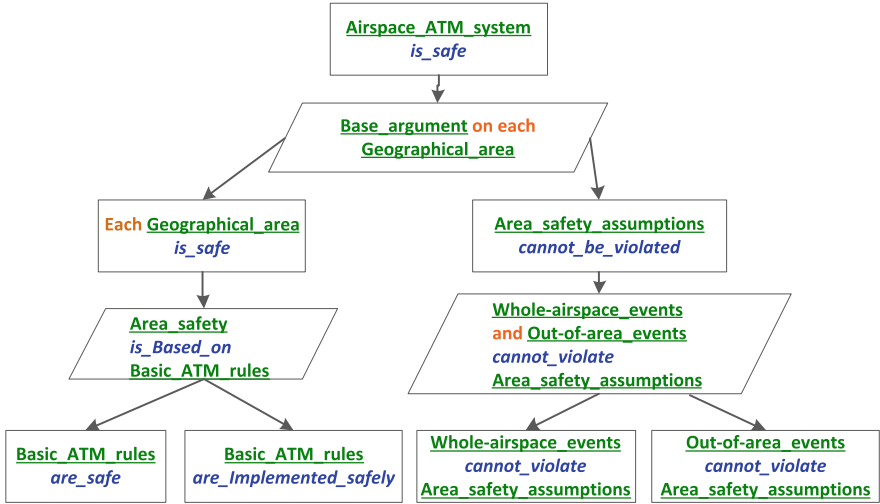 Airspace_ATM_system
is_safe
Base_argument on each
Geographical_area
Each Geographical_area
is_safe
Area_safety_assumptions
cannot_be_violated
Area_safety
is_Based_on
Basic_ATM_rules
Whole-airspace_events
and Out-of-area_events
cannot_violate
Area_safety_assumptions
Basic_ATM_rules
are_safe
Basic_ATM_rules
are_Implemented_safely
Whole-airspace_events
cannot_violate
Area_safety_assumptions
Out-of-area_events
cannot_violate
Area_safety_assumptions